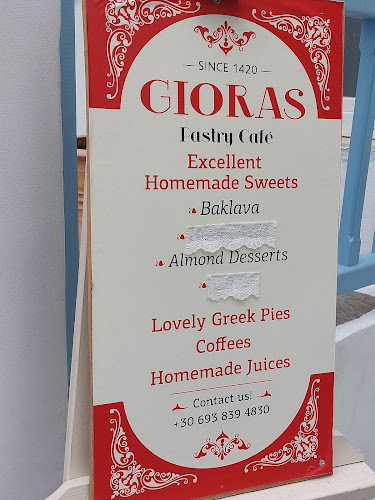 SINCE 1420
GIORAS
Pastry Café
Excellent
Homemade Sweets
Baklava
Almond Desserts
Lovely Greek Pies
Coffees
Homemade Juices
Contact us!
+30 693 839 4830